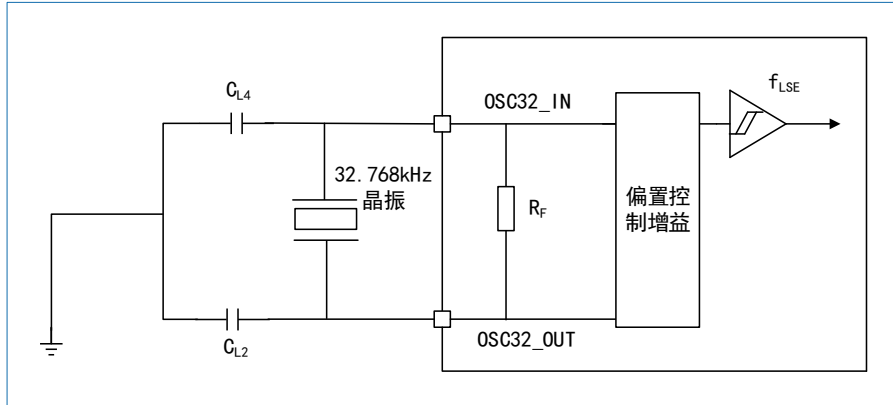 C_L4
OSC32_IN
f_LSE
32.768kHz
晶振
R_F
偏置控
制增益
C_L2
OSC32_OUT